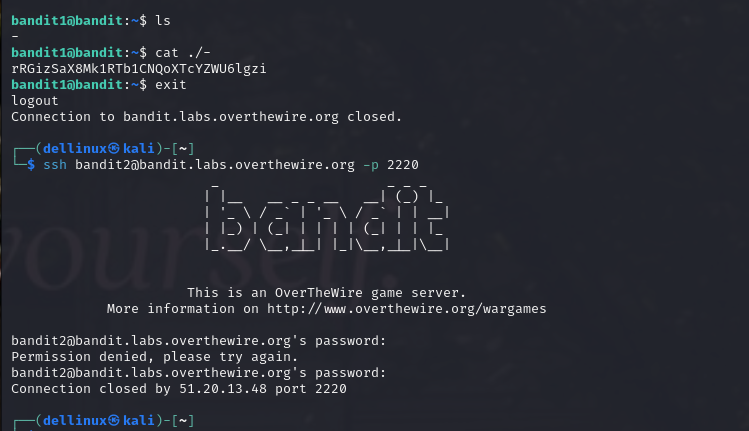 bandit1@bandit:~$ ls
-
bandit1@bandit:~$ cat ./-
rRGizSaX8Mk1RTb1CNQoXTcYZWU6lgzi
bandit1@bandit:~$ exit
logout
Connection to bandit.labs.overthewire.org closed.
┌──(dellinux㉿kali)-[~]
└─$ ssh bandit2@bandit.labs.overthewire.org -p 2220
bandit
This is an OverTheWire game server.
More information on http://www.overthewire.org/wargames
bandit2@bandit.labs.overthewire.org's password:
Permission denied, please try again.
bandit2@bandit.labs.overthewire.org's password:
Connection closed by 51.20.13.48 port 2220
┌──(dellinux㉿kali)-[~]
yourself.